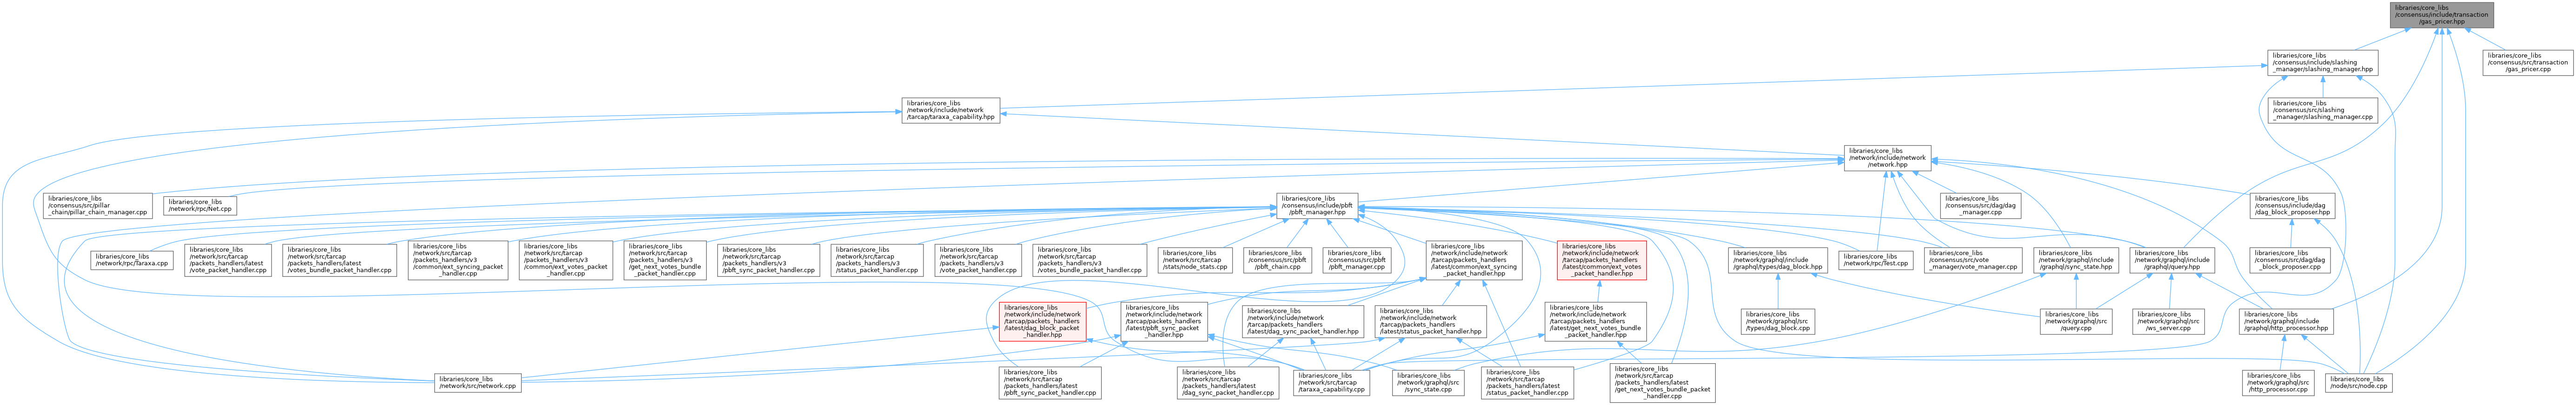 libraries/core_libs
/consensus/include/transaction
/gas_pricer.hpp
libraries/core_libs
/consensus/include/slashing
_manager/slashing_manager.hpp
libraries/core_libs
/consensus/src/transaction
/gas_pricer.cpp
libraries/core_libs
/network/include/network
/tarcap/taraxa_capability.hpp
libraries/core_libs
/consensus/src/slashing
_manager/slashing_manager.cpp
libraries/core_libs
/network/include/network
/network.hpp
libraries/core_libs
/consensus/src/pillar
_chain/pillar_chain_manager.cpp
libraries/core_libs
/network/rpc/Net.cpp
libraries/core_libs
/consensus/include/pbft
/pbft_manager.hpp
libraries/core_libs
/consensus/src/dag/dag
_manager.cpp
libraries/core_libs
/consensus/include/dag
/dag_block_proposer.hpp
libraries/core_libs
/network/rpc/Taraxa.cpp
libraries/core_libs
/network/src/tarcap
/packets_handlers/latest
/vote_packet_handler.cpp
libraries/core_libs
/network/src/tarcap
/packets_handlers/latest
/votes_bundle_packet_handler.cpp
libraries/core_libs
/network/src/tarcap
/packets_handlers/v3
/common/ext_syncing_packet
_handler.cpp
libraries/core_libs
/network/src/tarcap
/packets_handlers/v3
/common/ext_votes_packet
_handler.cpp
libraries/core_libs
/network/src/tarcap
/packets_handlers/v3
/get_next_votes_bundle
_packet_handler.cpp
libraries/core_libs
/network/src/tarcap
/packets_handlers/v3
/pbft_sync_packet_handler.cpp
libraries/core_libs
/network/src/tarcap
/packets_handlers/v3
/status_packet_handler.cpp
libraries/core_libs
/network/src/tarcap
/packets_handlers/v3
/vote_packet_handler.cpp
libraries/core_libs
/network/src/tarcap
/packets_handlers/v3
/votes_bundle_packet_handler.cpp
libraries/core_libs
/network/src/tarcap
/stats/node_stats.cpp
libraries/core_libs
/consensus/src/pbft
/pbft_chain.cpp
libraries/core_libs
/consensus/src/pbft
/pbft_manager.cpp
libraries/core_libs
/network/include/network
/tarcap/packets_handlers
/latest/common/ext_syncing
_packet_handler.hpp
libraries/core_libs
/network/include/network
/tarcap/packets_handlers
/latest/common/ext_votes
_packet_handler.hpp
libraries/core_libs
/network/graphql/include
/graphql/types/dag_block.hpp
libraries/core_libs
/network/rpc/Test.cpp
libraries/core_libs
/consensus/src/vote
_manager/vote_manager.cpp
libraries/core_libs
/network/graphql/include
/graphql/sync_state.hpp
libraries/core_libs
/network/graphql/include
/graphql/query.hpp
libraries/core_libs
/consensus/src/dag/dag
_block_proposer.cpp
libraries/core_libs
/network/include/network
/tarcap/packets_handlers
/latest/dag_block_packet
_handler.hpp
libraries/core_libs
/network/include/network
/tarcap/packets_handlers
/latest/pbft_sync_packet
_handler.hpp
libraries/core_libs
/network/include/network
/tarcap/packets_handlers
/latest/dag_sync_packet_handler.hpp
libraries/core_libs
/network/include/network
/tarcap/packets_handlers
/latest/status_packet_handler.hpp
libraries/core_libs
/network/include/network
/tarcap/packets_handlers
/latest/get_next_votes_bundle
_packet_handler.hpp
libraries/core_libs
/network/graphql/src
/types/dag_block.cpp
libraries/core_libs
/network/graphql/src
/query.cpp
libraries/core_libs
/network/graphql/src
/ws_server.cpp
libraries/core_libs
/network/graphql/include
/graphql/http_processor.hpp
libraries/core_libs
/network/src/network.cpp
libraries/core_libs
/network/src/tarcap
/packets_handlers/latest
/pbft_sync_packet_handler.cpp
libraries/core_libs
/network/src/tarcap
/packets_handlers/latest
/dag_sync_packet_handler.cpp
libraries/core_libs
/network/src/tarcap
/taraxa_capability.cpp
libraries/core_libs
/network/graphql/src
/sync_state.cpp
libraries/core_libs
/network/src/tarcap
/packets_handlers/latest
/status_packet_handler.cpp
libraries/core_libs
/network/src/tarcap
/packets_handlers/latest
/get_next_votes_bundle_packet
_handler.cpp
libraries/core_libs
/network/graphql/src
/http_processor.cpp
libraries/core_libs
/node/src/node.cpp